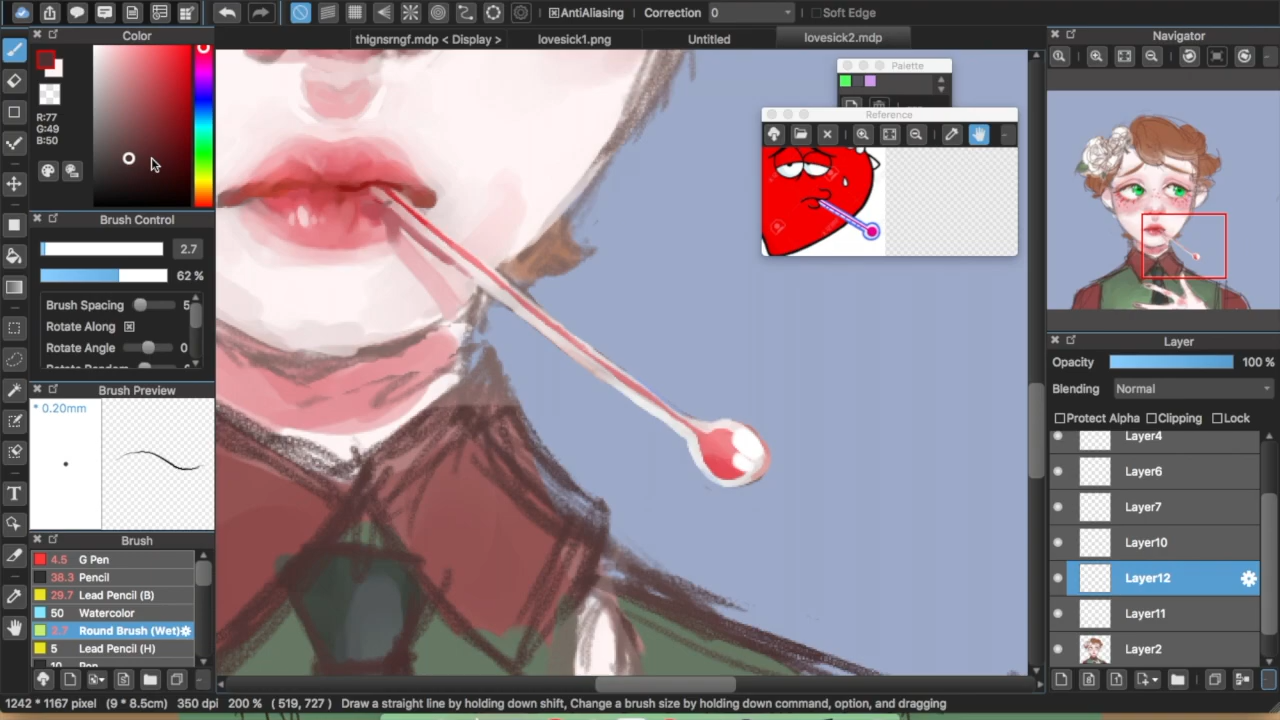 AntiAliasing Correction 0 Soft Edge
thignsrngf.mdp < Display > lovesick1.png Untitled lovesick2.mdp
Color
R:77
G:49
B:50
Brush Control
2.7
62 %
Brush Spacing 5
Rotate Along
Rotate Angle 0
Brush Preview
* 0.20mm
Brush
4.5 G Pen
38.3 Pencil
29.7 Lead Pencil (B)
50 Watercolor
2.7 Round Brush (Wet)
5 Lead Pencil (H)
10 Pen
Palette
Reference
Navigator
Layer
Opacity 100 %
Blending Normal
Protect Alpha Clipping Lock
Layer4
Layer6
Layer7
Layer10
Layer12
Layer11
Layer2
1242 * 1167 pixel (9 * 8.5cm) 350 dpi 200 % ( 519, 727 ) Draw a straight line by holding down shift, Change a brush size by holding down command, option, and dragging